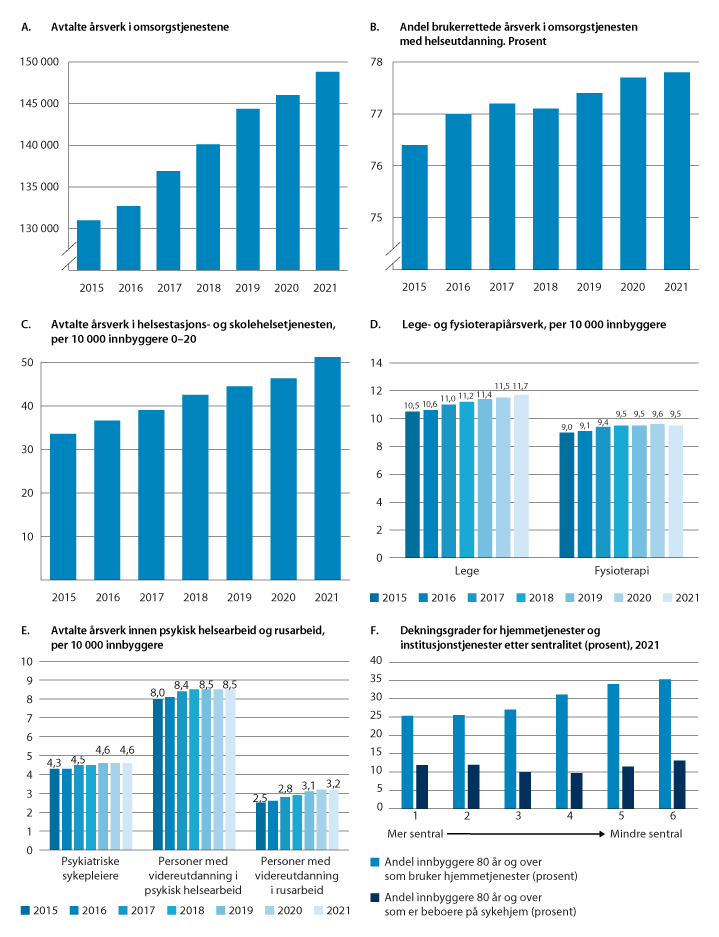 A. Avtalte årsverk i omsorgstjenestene
150 000
145 000
140 000
135 000
130 000
2015 2016 2017 2018 2019 2020 2021
B. Andel brukerrettede årsverk i omsorgstjenesten
med helseutdanning. Prosent
78
77
76
75
2015 2016 2017 2018 2019 2020 2021
C. Avtalte årsverk i helsestasjons- og skolehelsetjenesten,
per 10 000 innbyggere 0–20
50
40
30
20
10
2015 2016 2017 2018 2019 2020 2021
D. Lege- og fysioterapiårsverk, per 10 000 innbyggere
14
12
10
8
6
4
2
0
10,5 10,6 11,0 11,2 11,4 11,5 11,7
9,0 9,1 9,4 9,5 9,5 9,6 9,5
Lege Fysioterapi
2015 2016 2017 2018 2019 2020 2021
E. Avtalte årsverk innen psykisk helsearbeid og rusarbeid,
per 10 000 innbyggere
10
9
8
7
6
5
4
3
2
1
0
4,3 4,5 4,6 4,6
8,0 8,4 8,5 8,5
2,5 2,8 3,1 3,2
Psykiatriske
sykepleiere
Personer med
videreutdanning i
psykisk helsearbeid
Personer med
videreutdanning
i rusarbeid
2015 2016 2017 2018 2019 2020 2021
F. Dekningsgrader for hjemmetjenester og
institusjonstjenester etter sentralitet (prosent), 2021
40
35
30
25
20
15
10
5
0
1 2 3 4 5 6
Mer sentral Mindre sentral
Andel innbyggere 80 år og over
som bruker hjemmetjenester (prosent)
Andel innbyggere 80 år og over
som er beboere på sykehjem (prosent)